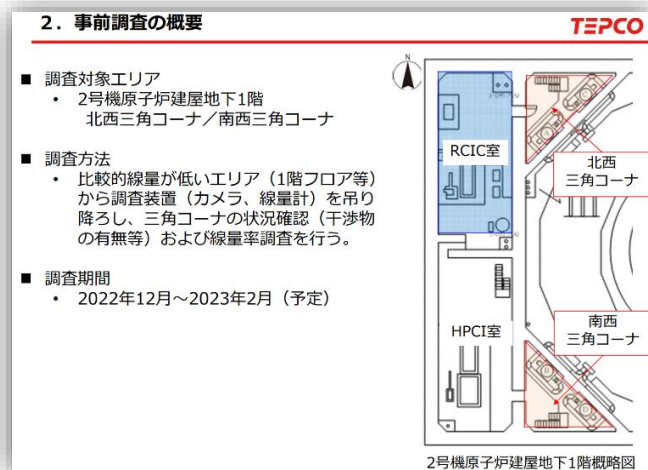 2．事前調査の概要
TEPCO
■ 調査対象エリア
• 2号機原子炉建屋地下1階
北西三角コーナ／南西三角コーナ
■ 調査方法
• 比較的線量が低いエリア（1階フロア等）
から調査装置（カメラ、線量計）を吊り
降ろし、三角コーナの状況確認（干渉物
の有無等）および線量率調査を行う。
■ 調査期間
• 2022年12月～2023年2月（予定）
N
RCIC室
北西
三角コーナ
HPCI室
南西
三角コーナ
2号機原子炉建屋地下1階概略図